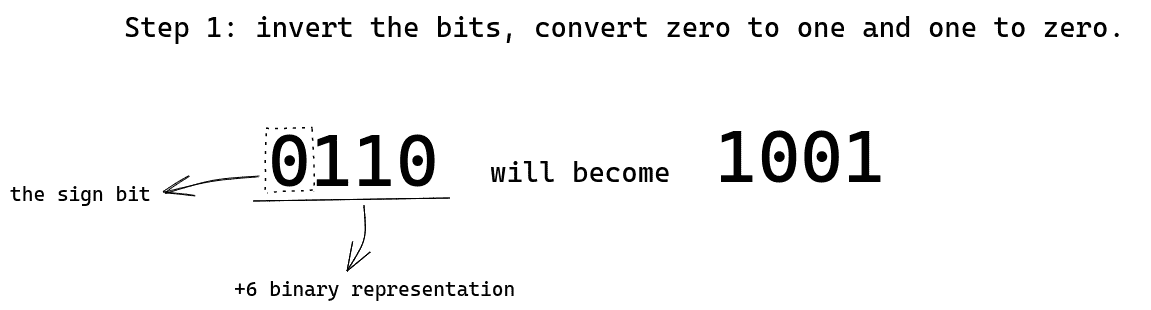 Step 1: invert the bits, convert zero to one and one to zero.
0110 will become 1001
the sign bit
+6 binary representation